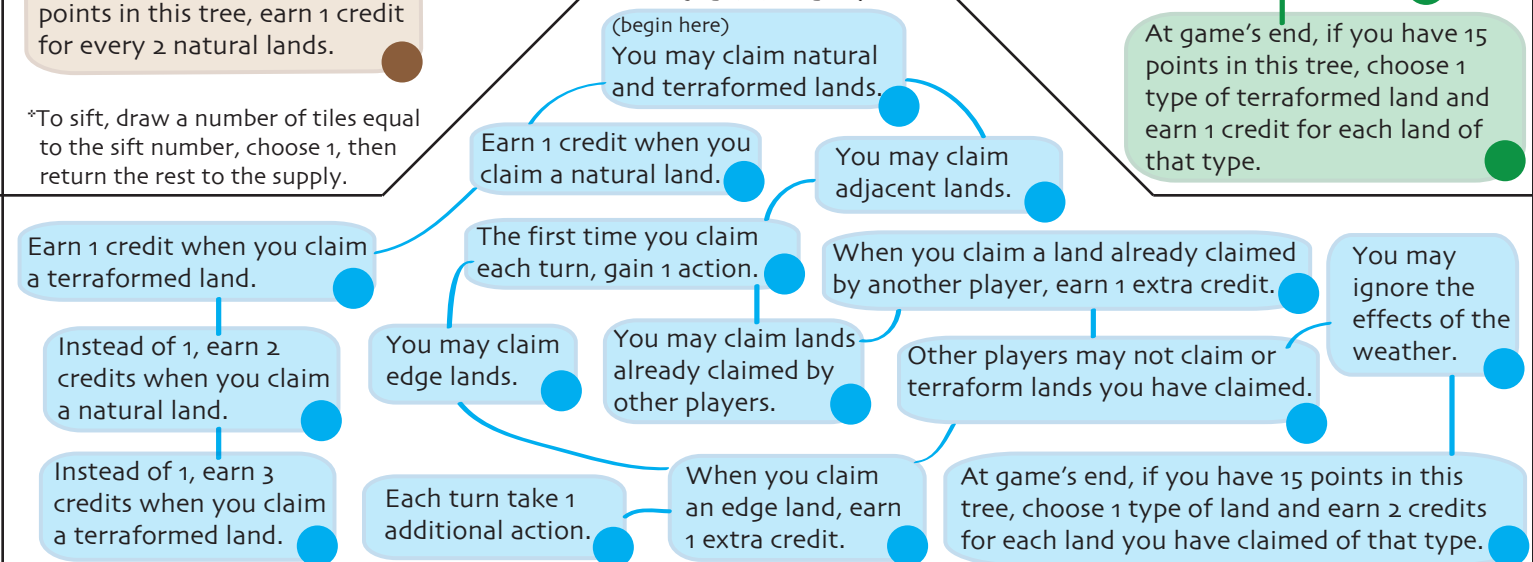 points in this tree, earn 1 credit
for every 2 natural lands.
*To sift, draw a number of tiles equal
to the sift number, choose 1, then
return the rest to the supply.
(begin here)
You may claim natural
and terraformed lands.
At game's end, if you have 15
points in this tree, choose 1
type of terraformed land and
earn 1 credit for each land of
that type.
Earn 1 credit when you
claim a natural land.
You may claim
adjacent lands.
Earn 1 credit when you claim
a terraformed land.
The first time you claim
each turn, gain 1 action.
When you claim a land already claimed
by another player, earn 1 extra credit.
You may
ignore the
effects of the
weather.
Instead of 1, earn 2
credits when you claim
a natural land.
You may claim
edge lands.
You may claim lands
already claimed by
other players.
Other players may not claim or
terraform lands you have claimed.
Instead of 1, earn 3
credits when you claim
a terraformed land.
Each turn take 1
additional action.
When you claim
an edge land, earn
1 extra credit.
At game's end, if you have 15 points in this
tree, choose 1 type of land and earn 2 credits
for each land you have claimed of that type.